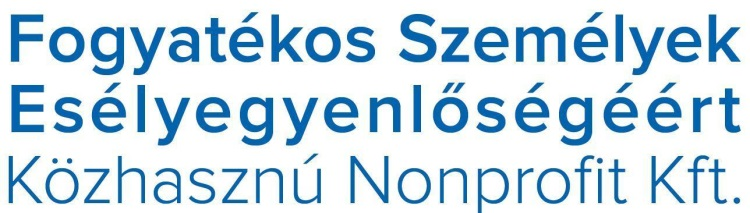 Fogyatékos Személyek
Esélyegyenlőségéért
Közhasznú Nonprofit Kft.